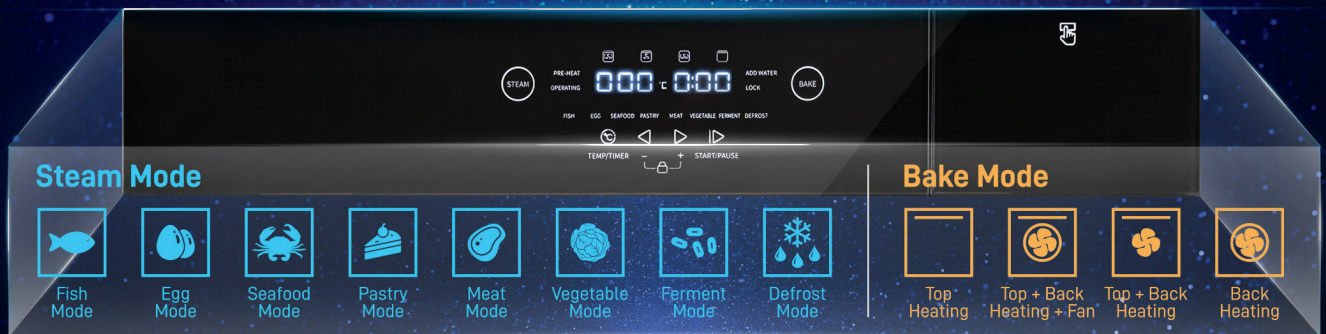 STEAM
PRE-HEAT
OPERATING
000 °C 0:00
ADD WATER
LOCK
BAKE
FISH EGG SEAFOOD PASTRY MEAT VEGETABLE FERMENT DEFROST
°C
TEMP/TIMER - + START/PAUSE
Steam Mode
Fish
Mode
Egg
Mode
Seafood
Mode
Pastry
Mode
Meat
Mode
Vegetable
Mode
Ferment
Mode
Defrost
Mode
Bake Mode
Top
Heating
Top + Back
Heating + Fan
Top + Back
Heating
Back
Heating